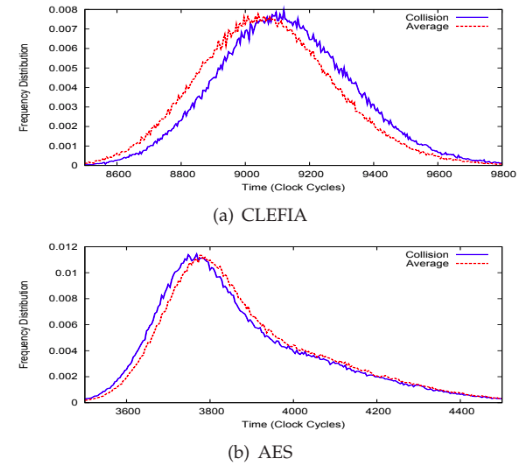 0.008
0.007
0.006
0.005
0.004
0.003
0.002
0.001
0
Frequency Distribution
Collision
Average
8600 8800 9000 9200 9400 9600 9800
Time (Clock Cycles)
(a) CLEFIA
0.012
0.01
0.008
0.006
0.004
0.002
0
Frequency Distribution
Collision
Average
3600 3800 4000 4200 4400
Time (Clock Cycles)
(b) AES